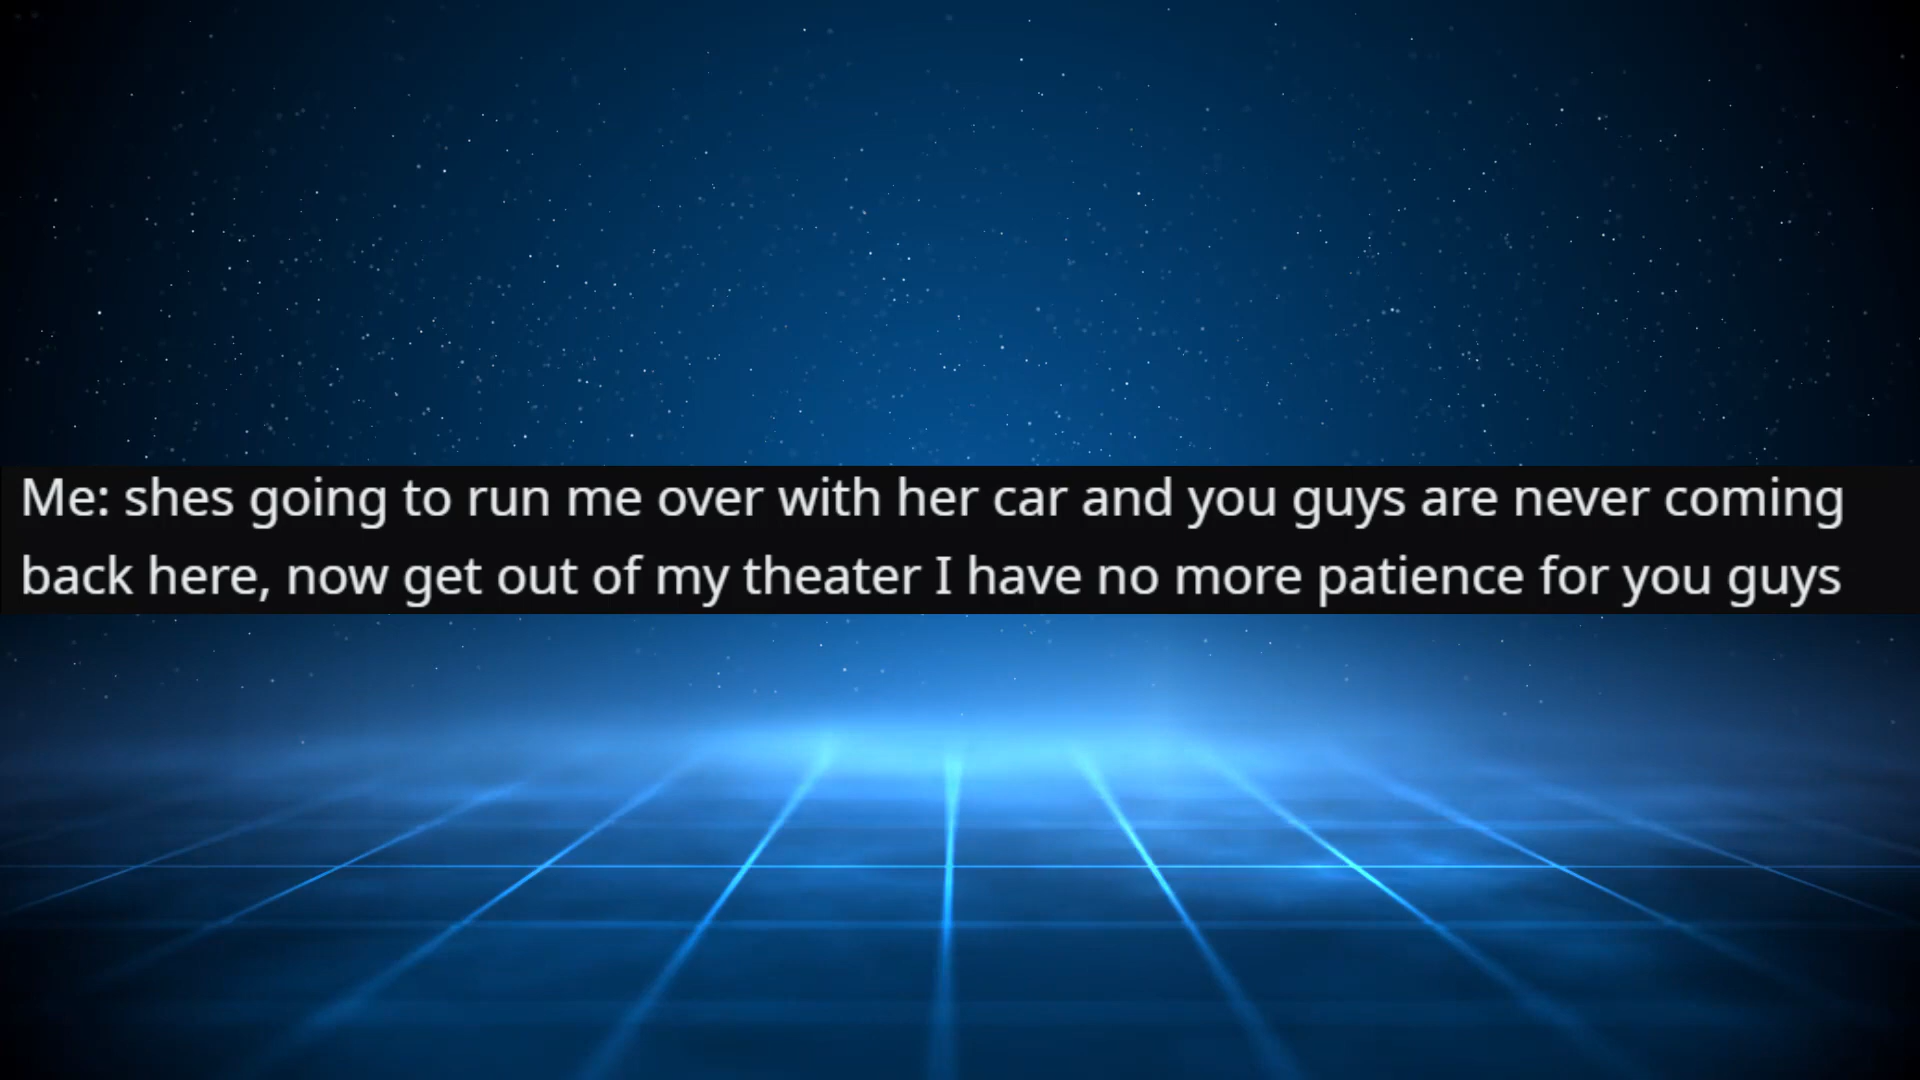 Me: shes going to run me over with her car and you guys are never coming
back here, now get out of my theater I have no more patience for you guys